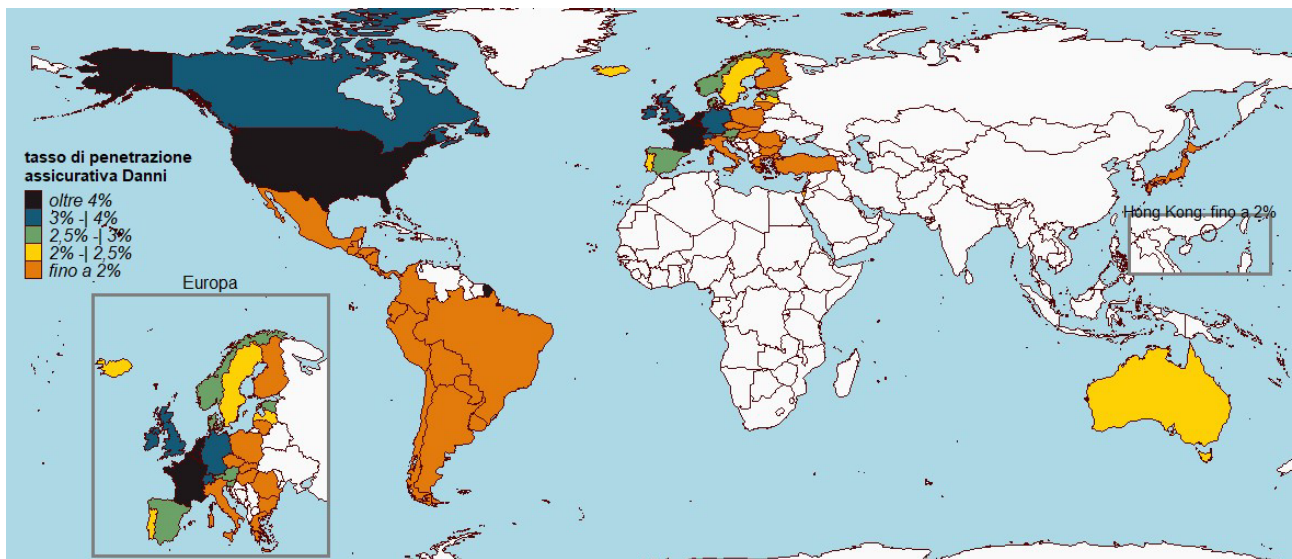 tasso di penetrazione
assicurativa Danni
oltre 4%
3% -| 4%
2,5% -| 3%
2% -| 2,5%
fino a 2%
Europa
Hong Kong: fino a 2%